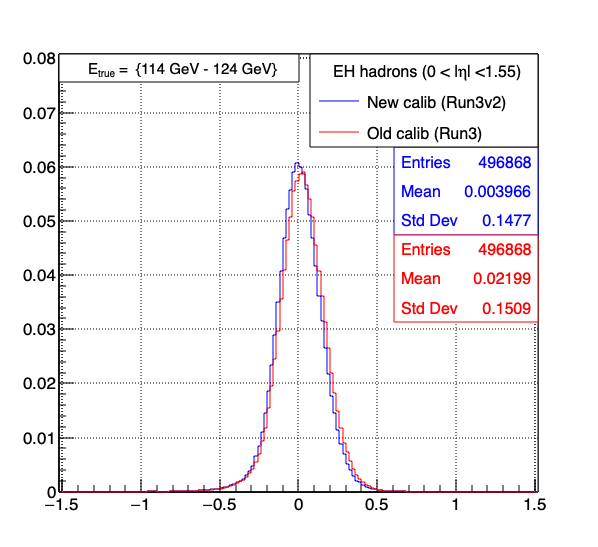 0.08
E_true = {114 GeV - 124 GeV}
EH hadrons (0 < |η| <1.55)
New calib (Run3v2)
Old calib (Run3)
0.07
0.06
Entries 496868
Mean 0.003966
Std Dev 0.1477
0.05
Entries 496868
Mean 0.02199
Std Dev 0.1509
0.04
0.03
0.02
0.01
0
−1.5 −1 −0.5 0 0.5 1 1.5